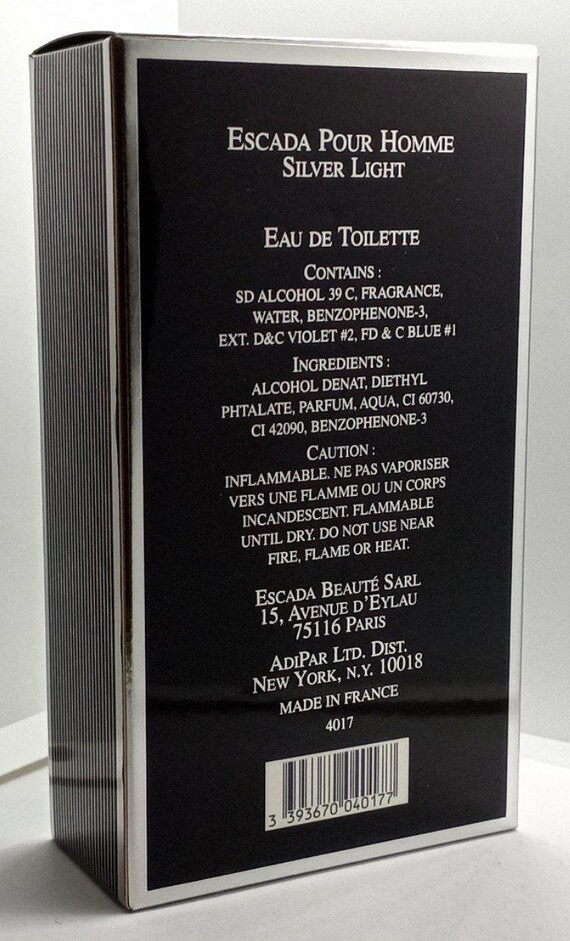 ESCADA POUR HOMME
SILVER LIGHT
EAU DE TOILETTE
CONTAINS :
SD ALCOHOL 39 C, FRAGRANCE,
WATER, BENZOPHENONE-3,
EXT. D&C VIOLET #2, FD & C BLUE #1
INGREDIENTS :
ALCOHOL DENAT, DIETHYL
PHTALATE, PARFUM, AQUA, CI 60730,
CI 42090, BENZOPHENONE-3
CAUTION :
INFLAMMABLE. NE PAS VAPORISER
VERS UNE FLAMME OU UN CORPS
INCANDESCENT. FLAMMABLE
UNTIL DRY. DO NOT USE NEAR
FIRE, FLAME OR HEAT.
ESCADA BEAUTÉ SARL
15, AVENUE D'EYLAU
75116 PARIS
ADIPAR LTD. DIST.
NEW YORK, N.Y. 10018
MADE IN FRANCE
4017
3 393670 040177